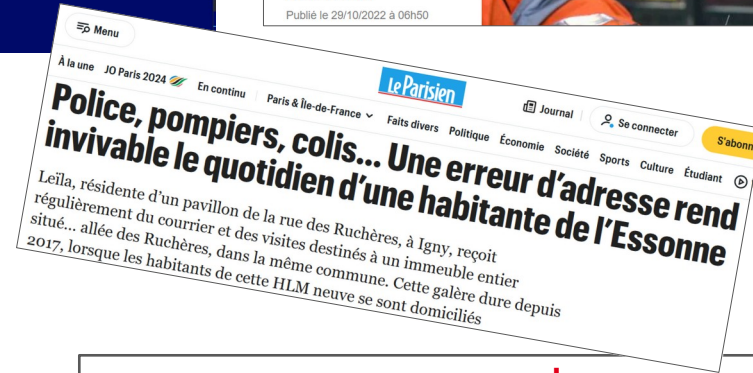 Publié le 29/10/2022 à 06h50
Menu
Le Parisien
Journal
Se connecter
S'abonn
À la une JO Paris 2024 En continu Paris & Île-de-France Faits divers Politique Économie Société Sports Culture Étudiant
Police, pompiers, colis... Une erreur d'adresse rend
invivable le quotidien d'une habitante de l'Essonne
Leïla, résidente d'un pavillon de la rue des Ruchères, à Igny, reçoit
régulièrement du courrier et des visites destinés à un immeuble entier
situé... allée des Ruchères, dans la même commune. Cette galère dure depuis
2017, lorsque les habitants de cette HLM neuve se sont domiciliés